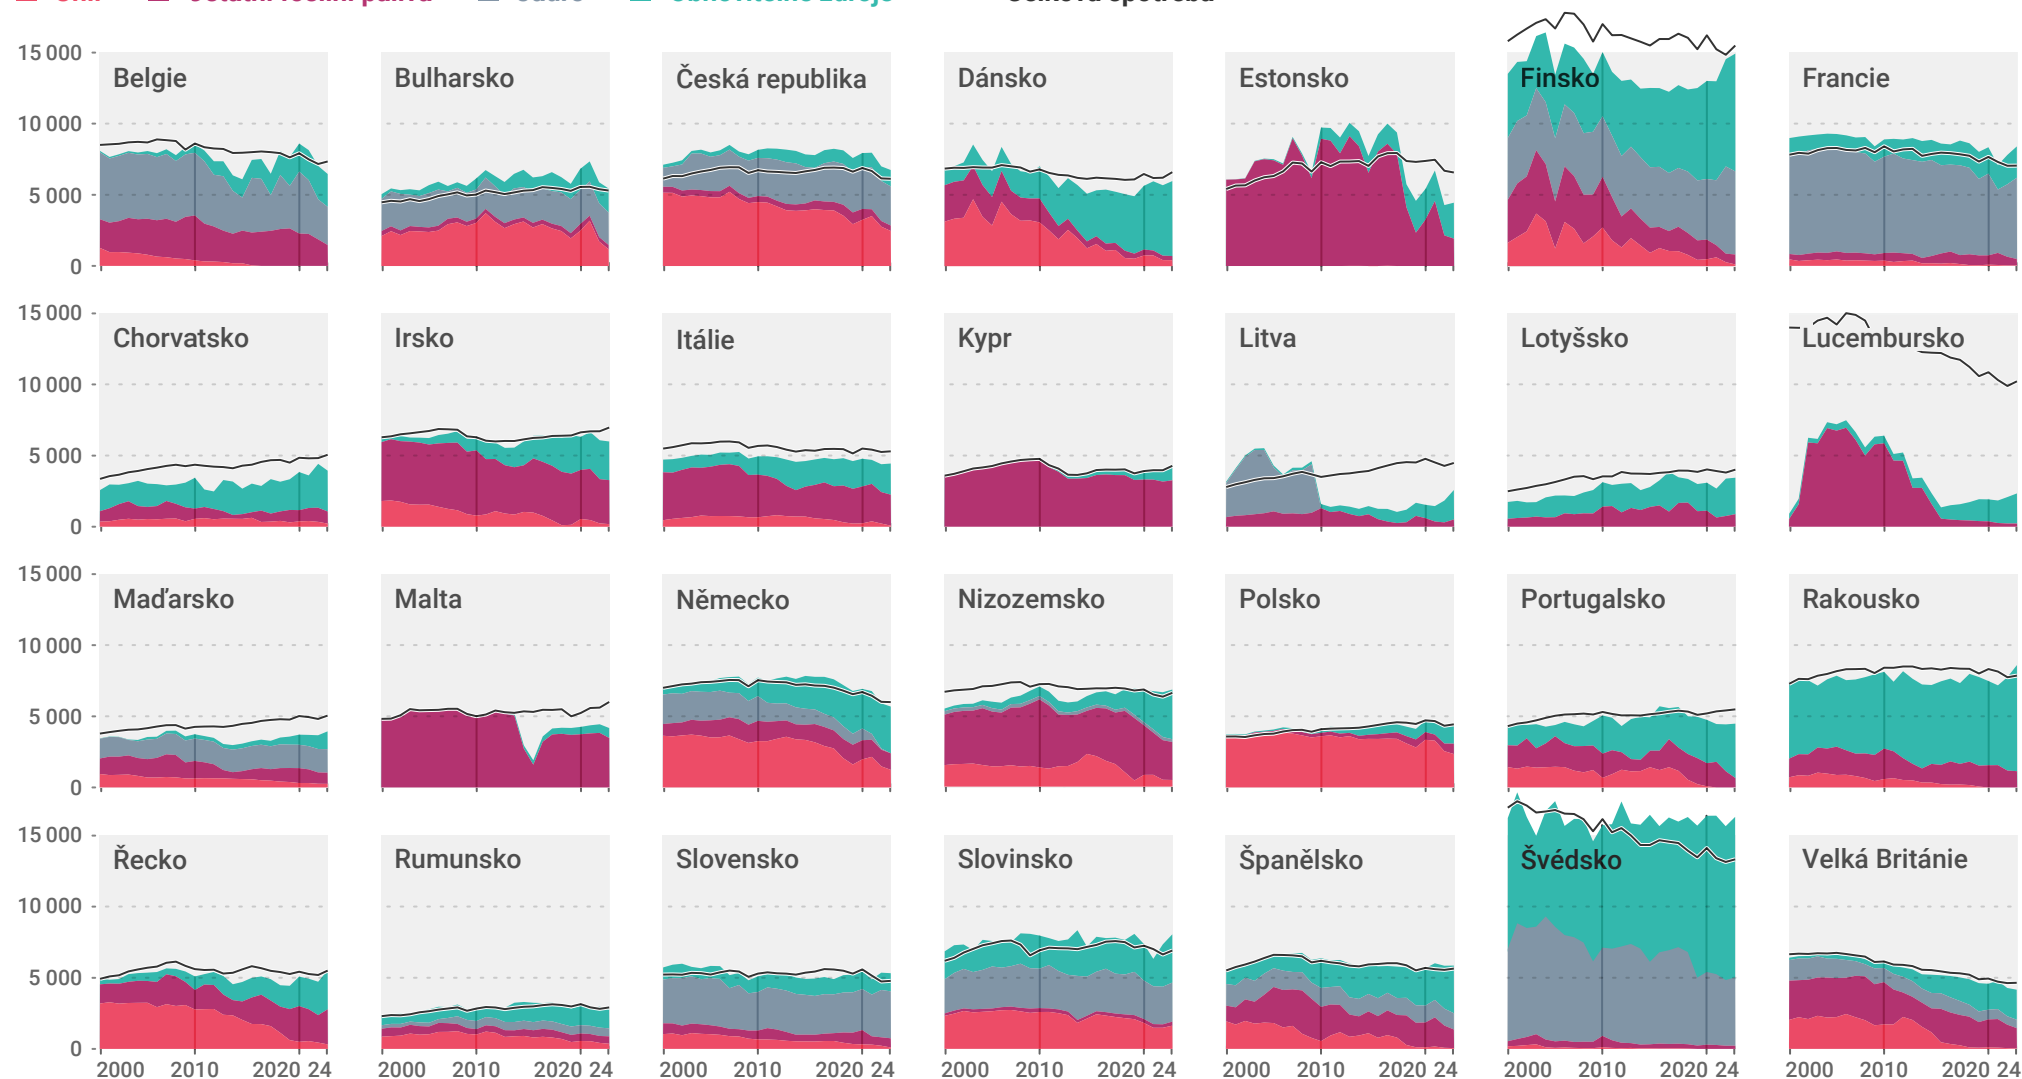 15 000 Belgie Bulharsko Česká republika Dánsko Estonsko Finsko Francie
10 000
5 000
0
15 000 Chorvatsko Irsko Itálie Kypr Litva Lotyšsko Lucembursko
10 000
5 000
0
15 000 Maďarsko Malta Německo Nizozemsko Polsko Portugalsko Rakousko
10 000
5 000
0
15 000 Řecko Rumunsko Slovensko Slovinsko Španělsko Švédsko Velká Británie
10 000
5 000
0
2000 2010 2020 24 2000 2010 2020 24 2000 2010 2020 24 2000 2010 2020 24 2000 2010 2020 24 2000 2010 2020 24 2000 2010 2020 24